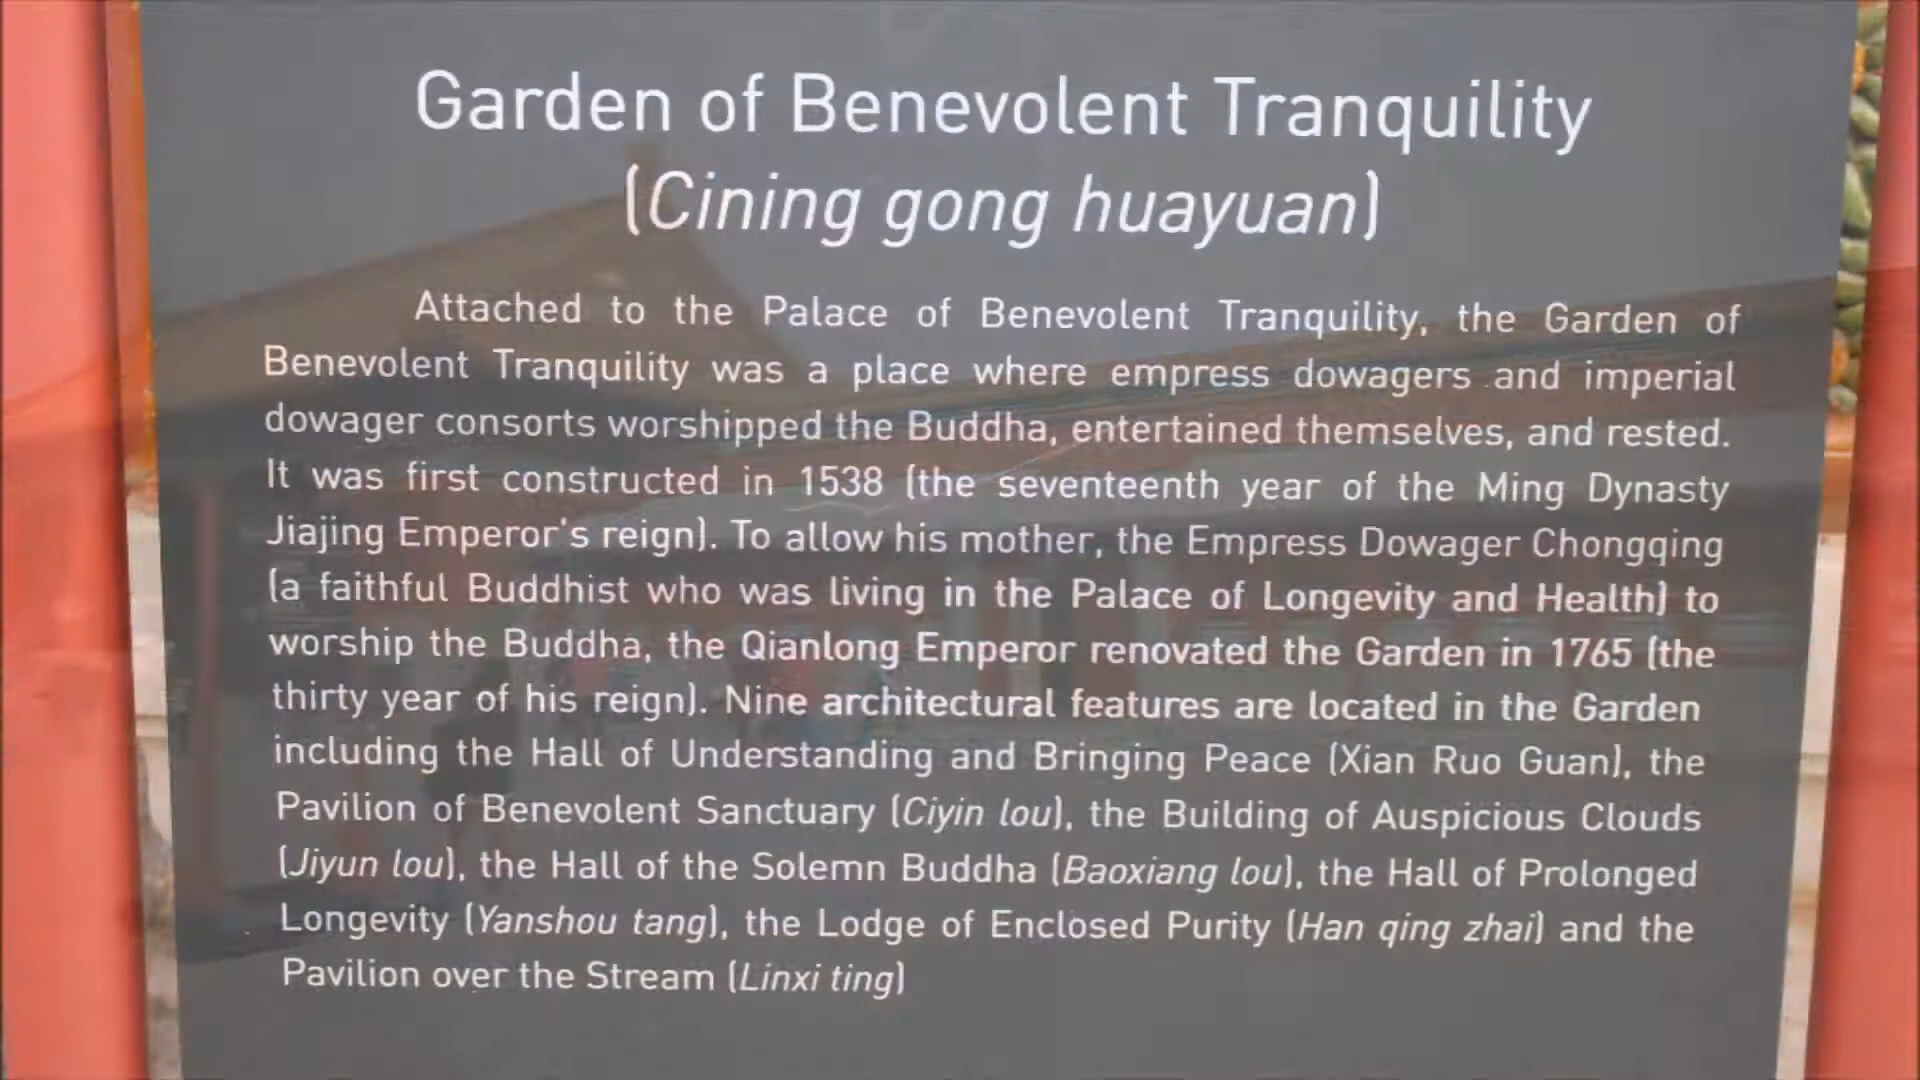 Garden of Benevolent Tranquility
(Cining gong huayuan)
Attached to the Palace of Benevolent Tranquility, the Garden of
Benevolent Tranquility was a place where empress dowagers and imperial
dowager consorts worshipped the Buddha, entertained themselves, and rested.
It was first constructed in 1538 (the seventeenth year of the Ming Dynasty
Jiajing Emperor's reign). To allow his mother, the Empress Dowager Chongqing
(a faithful Buddhist who was living in the Palace of Longevity and Health) to
worship the Buddha, the Qianlong Emperor renovated the Garden in 1765 (the
thirty year of his reign). Nine architectural features are located in the Garden
including the Hall of Understanding and Bringing Peace (Xian Ruo Guan), the
Pavilion of Benevolent Sanctuary (Ciyin lou), the Building of Auspicious Clouds
(Jiyun lou), the Hall of the Solemn Buddha (Baoxiang lou), the Hall of Prolonged
Longevity (Yanshou tang), the Lodge of Enclosed Purity (Han qing zhai) and the
Pavilion over the Stream (Linxi ting)